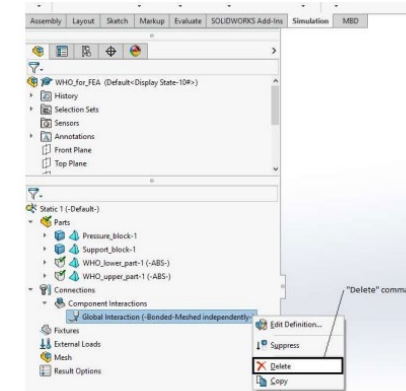 Assembly Layout Sketch Markup Evaluate SOLIDWORKS Add-Ins Simulation MBD
WHO_for_FEA (Default<Display State-10#>)
History
Selection Sets
Sensors
Annotations
Front Plane
Top Plane
Static 1 (-Default-)
Parts
Pressure_block-1
Support_block-1
WHO_lower_part-1 (-ABS-)
WHO_upper_part-1 (-ABS-)
Connections
Component Interactions
Global Interaction (-Bonded-Meshed independently-
Fixtures
External Loads
Mesh
Result Options
Edit Definition...
Suppress
Delete
Copy
"Delete" comma